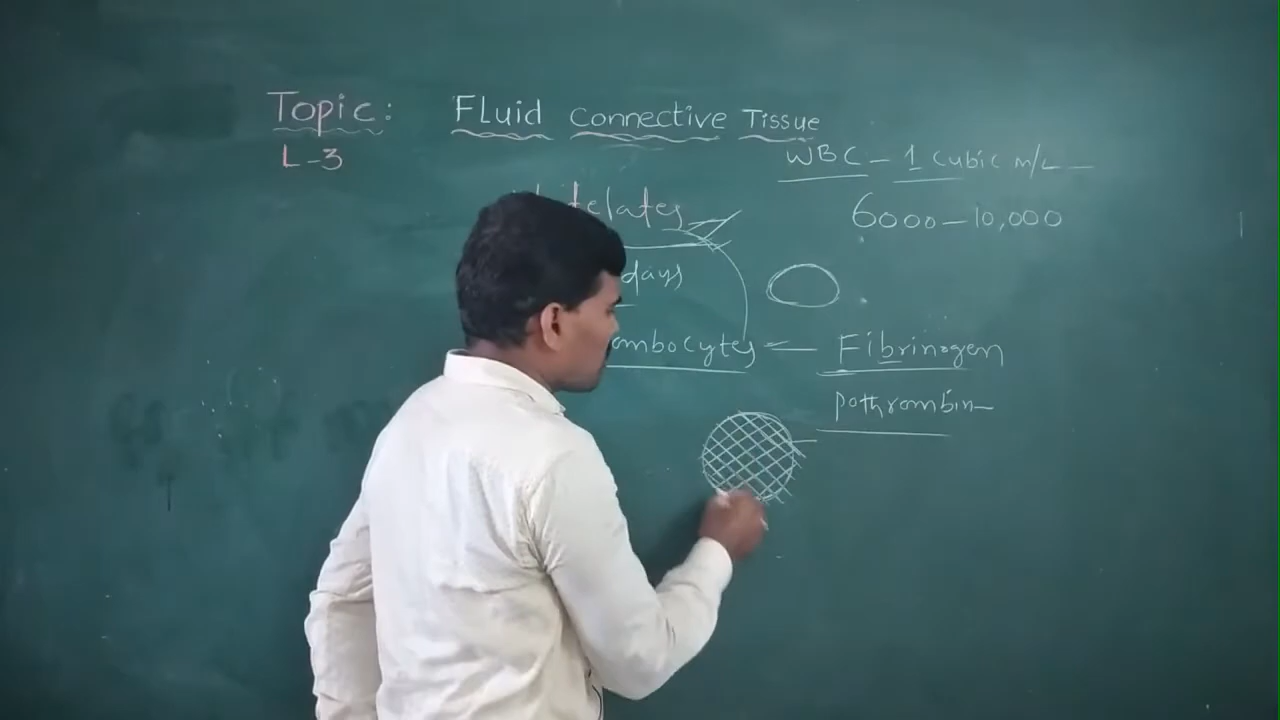 Topic: Fluid Connective Tissue
L-3
WBC - 1 Cubic m/L -
6000 - 10,000
days
Fibrinogen
pothrombin